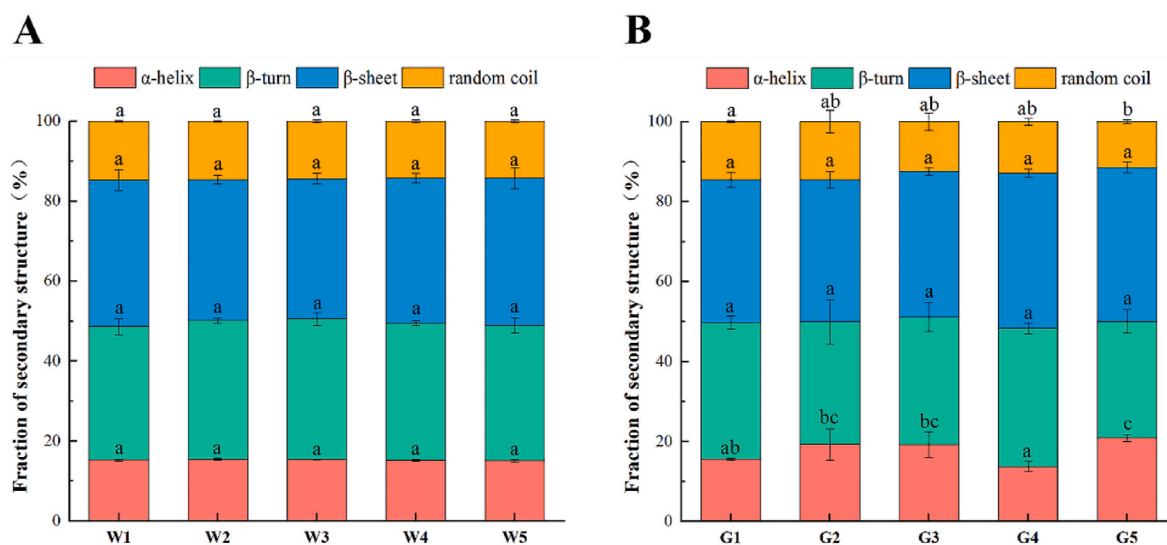 A
α-helix β-turn β-sheet random coil
a a a a a
100
a a a a a
80
60
a a a a a
40
20
a a a a a
0
Fraction of secondary structure（%）
W1 W2 W3 W4 W5
B
α-helix β-turn β-sheet random coil
a ab ab ab b
100
a a a a a
80
60
a a a a a
40
20
ab bc bc a c
0
Fraction of secondary structure（%）
G1 G2 G3 G4 G5